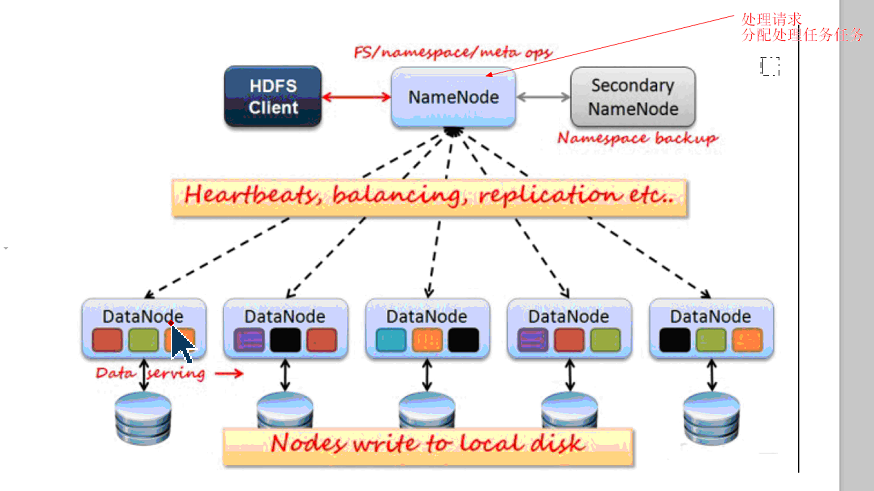 处理请求
分配处理任务任务
FS/namespace/meta ops
HDFS
Client
NameNode
Secondary
NameNode
Namespace backup
Heartbeats, balancing, replication etc..
DataNode
DataNode
DataNode
DataNode
DataNode
Data serving
Nodes write to local disk